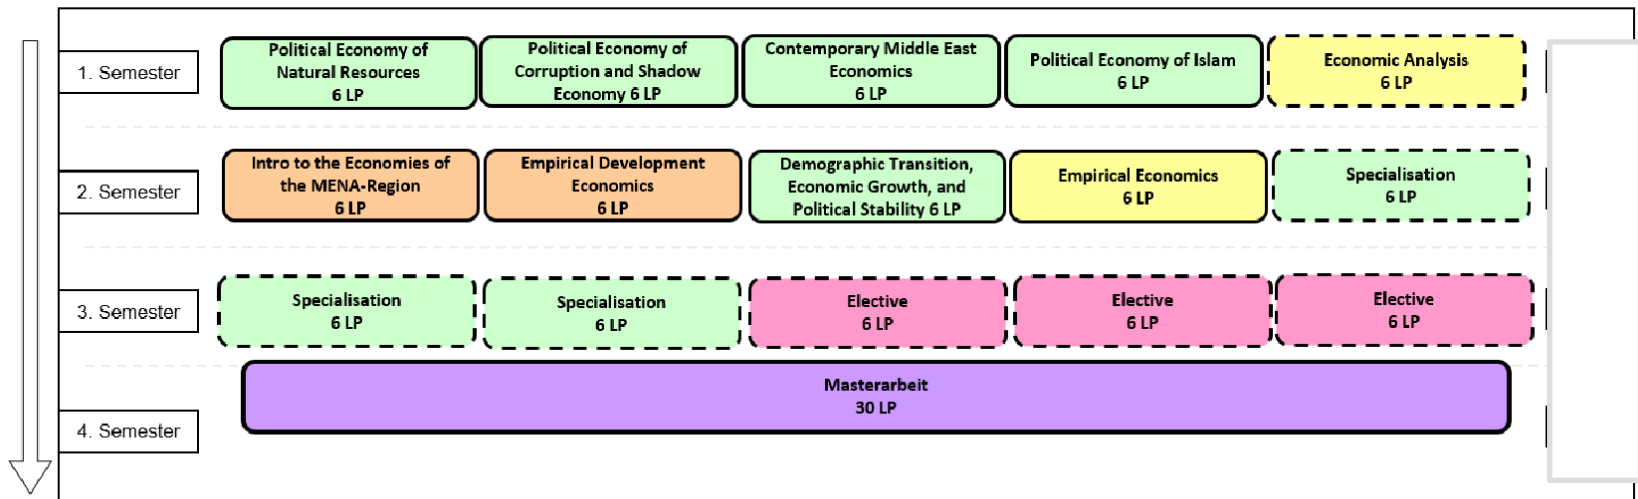 1. Semester
Political Economy of
Natural Resources
6 LP
Political Economy of
Corruption and Shadow
Economy 6 LP
Contemporary Middle East
Economics
6 LP
Political Economy of Islam
6 LP
Economic Analysis
6 LP
2. Semester
Intro to the Economies of
the MENA-Region
6 LP
Empirical Development
Economics
6 LP
Demographic Transition,
Economic Growth, and
Political Stability 6 LP
Empirical Economics
6 LP
Specialisation
6 LP
3. Semester
Specialisation
6 LP
Specialisation
6 LP
Elective
6 LP
Elective
6 LP
Elective
6 LP
4. Semester
Masterarbeit
30 LP